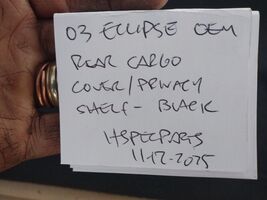 03 ECLIPSE OEM
REAR CARGO
COVER/PRIVACY
SHELF - BLACK
HSPECPARTS
11-17-2025